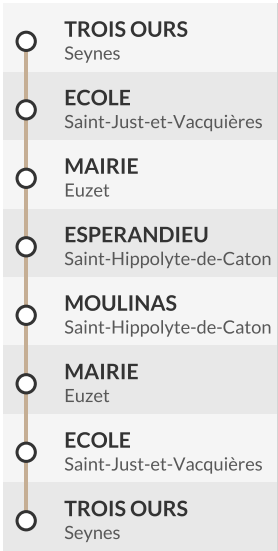 TROIS OURS
Seynes
ECOLE
Saint-Just-et-Vacquières
MAIRIE
Euzet
ESPERANDIEU
Saint-Hippolyte-de-Caton
MOULINAS
Saint-Hippolyte-de-Caton
MAIRIE
Euzet
ECOLE
Saint-Just-et-Vacquières
TROIS OURS
Seynes